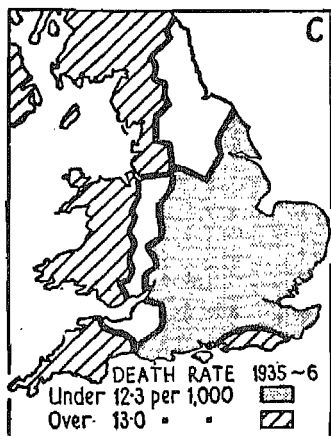 C
DEATH RATE 1935-6
Under 12·3 per 1,000
Over 13·0 " "